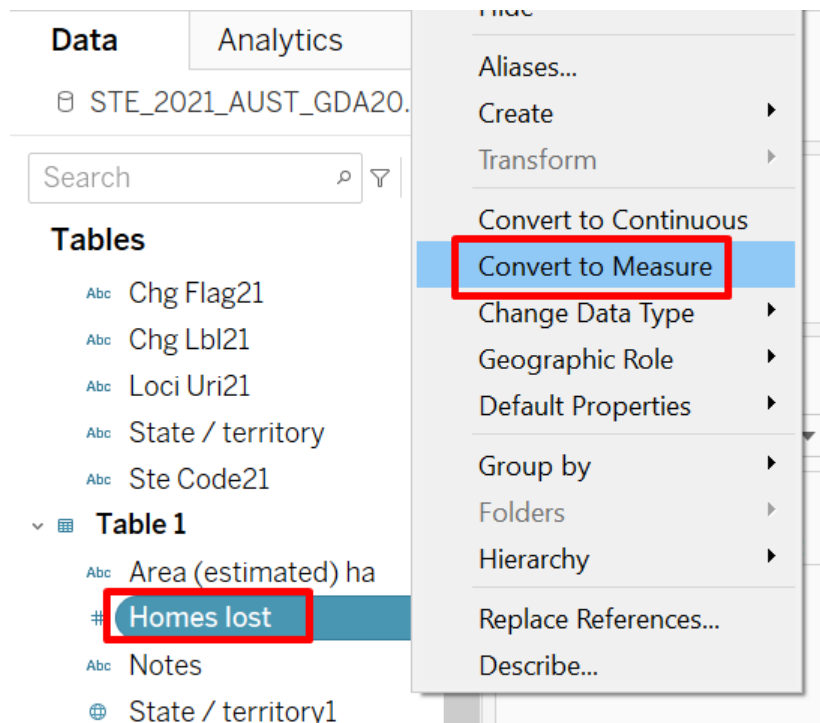 Data
Analytics
STE_2021_AUST_GDA20.
Search
Tables
Abc Chg Flag21
Abc Chg Lbl21
Abc Loci Uri21
Abc State / territory
Abc Ste Code21
Table 1
Abc Area (estimated) ha
# Homes lost
Abc Notes
State / territory1
Hide
Aliases...
Create
Transform
Convert to Continuous
Convert to Measure
Change Data Type
Geographic Role
Default Properties
Group by
Folders
Hierarchy
Replace References...
Describe...